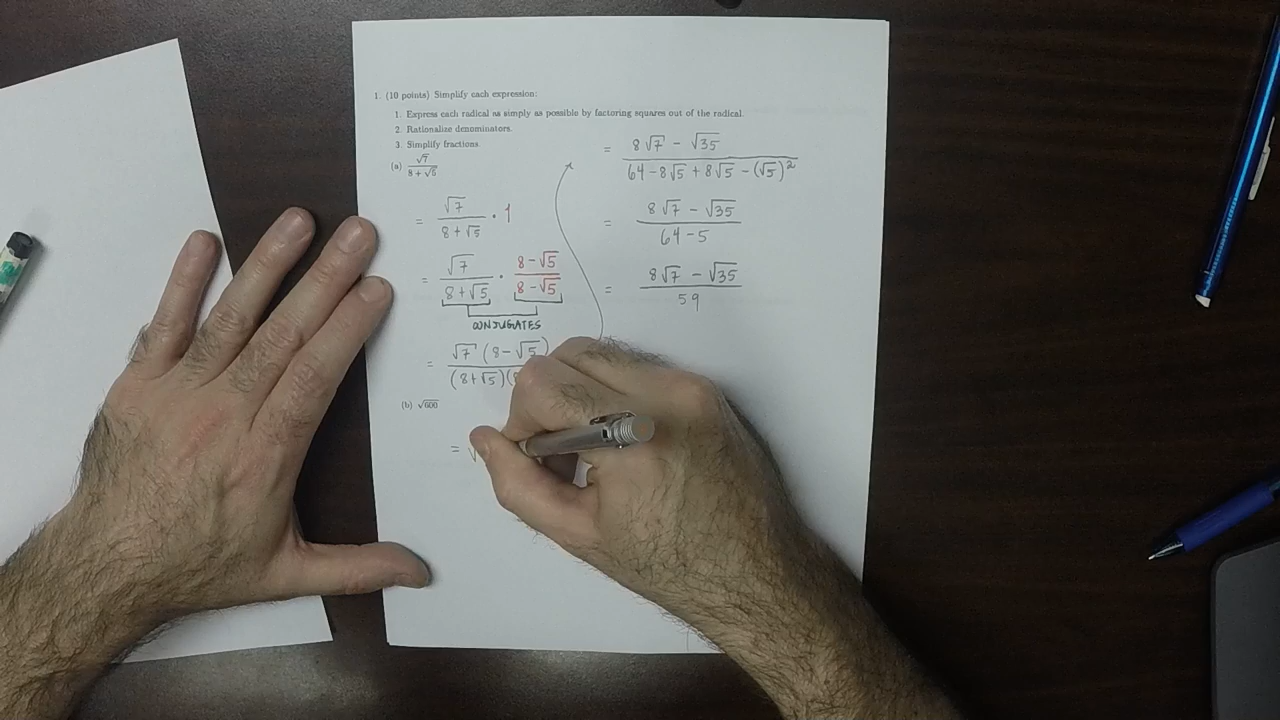 1. (10 points) Simplify each expression:
1. Express each radical as simply as possible by factoring squares out of the radical.
2. Rationalize denominators.
3. Simplify fractions.
(a) √7 / 8 + √5
= √7 / 8 + √5 · 1
= √7 / 8 + √5 · 8 − √5 / 8 − √5
CONJUGATES
= √7 (8 − √5) / (8 + √5)(8
= 8√7 − √35 / 64 − 8√5 + 8√5 − (√5)²
= 8√7 − √35 / 64 − 5
= 8√7 − √35 / 59
(b) √600
=